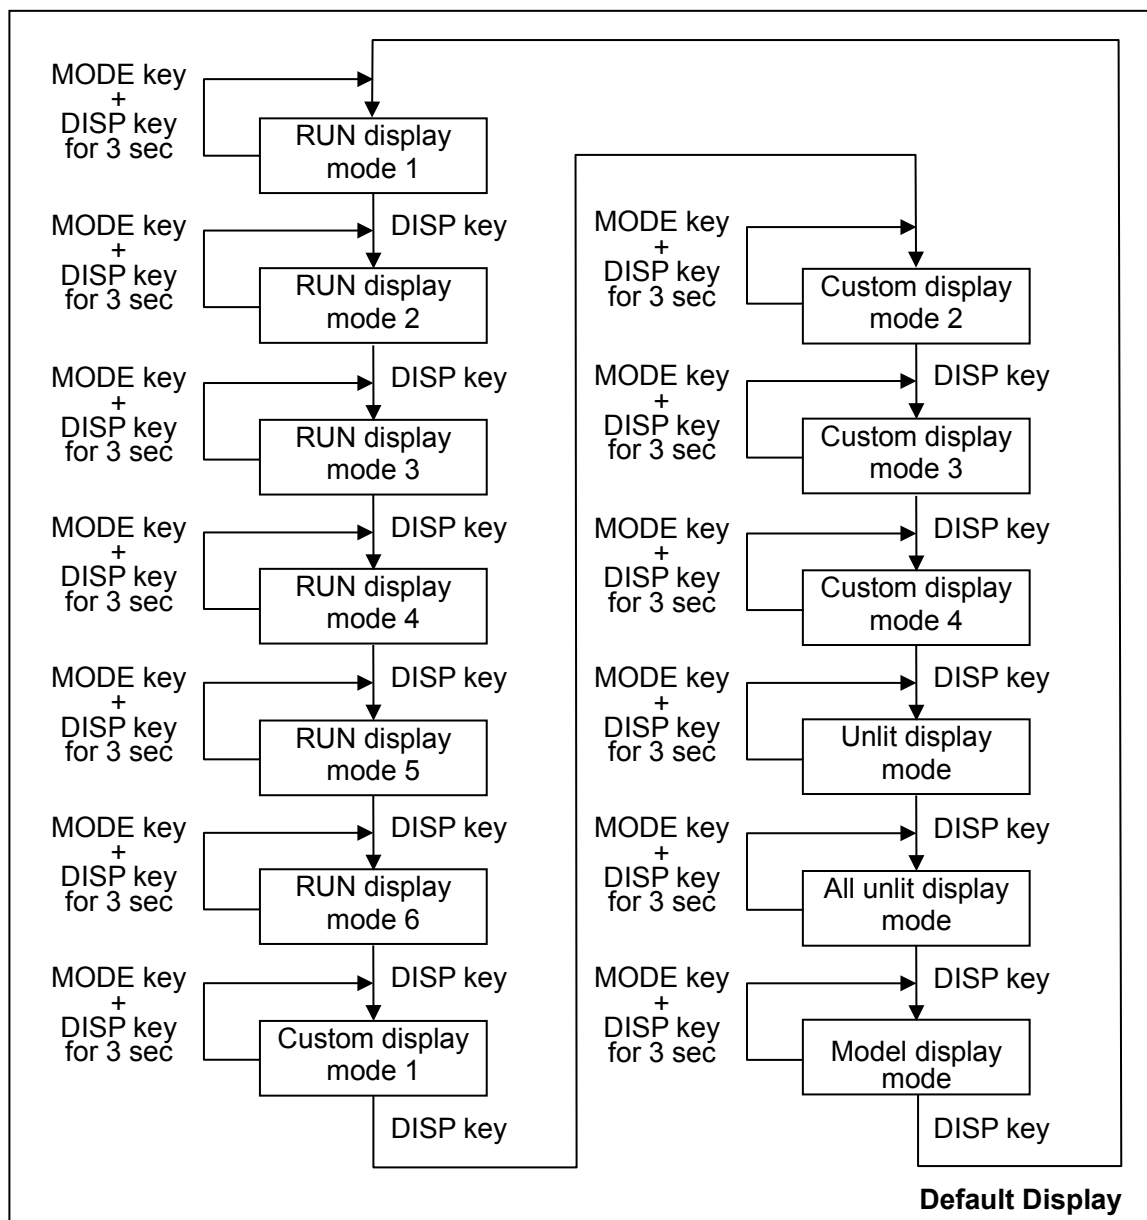 MODE key
+
DISP key
for 3 sec
RUN display
mode 1
DISP key
MODE key
+
DISP key
for 3 sec
RUN display
mode 2
DISP key
MODE key
+
DISP key
for 3 sec
RUN display
mode 3
DISP key
MODE key
+
DISP key
for 3 sec
RUN display
mode 4
DISP key
MODE key
+
DISP key
for 3 sec
RUN display
mode 5
DISP key
MODE key
+
DISP key
for 3 sec
RUN display
mode 6
DISP key
MODE key
+
DISP key
for 3 sec
Custom display
mode 1
DISP key
MODE key
+
DISP key
for 3 sec
Custom display
mode 2
DISP key
MODE key
+
DISP key
for 3 sec
Custom display
mode 3
DISP key
MODE key
+
DISP key
for 3 sec
Custom display
mode 4
DISP key
MODE key
+
DISP key
for 3 sec
Unlit display
mode
DISP key
MODE key
+
DISP key
for 3 sec
All unlit display
mode
DISP key
MODE key
+
DISP key
for 3 sec
Model display
mode
DISP key
Default Display